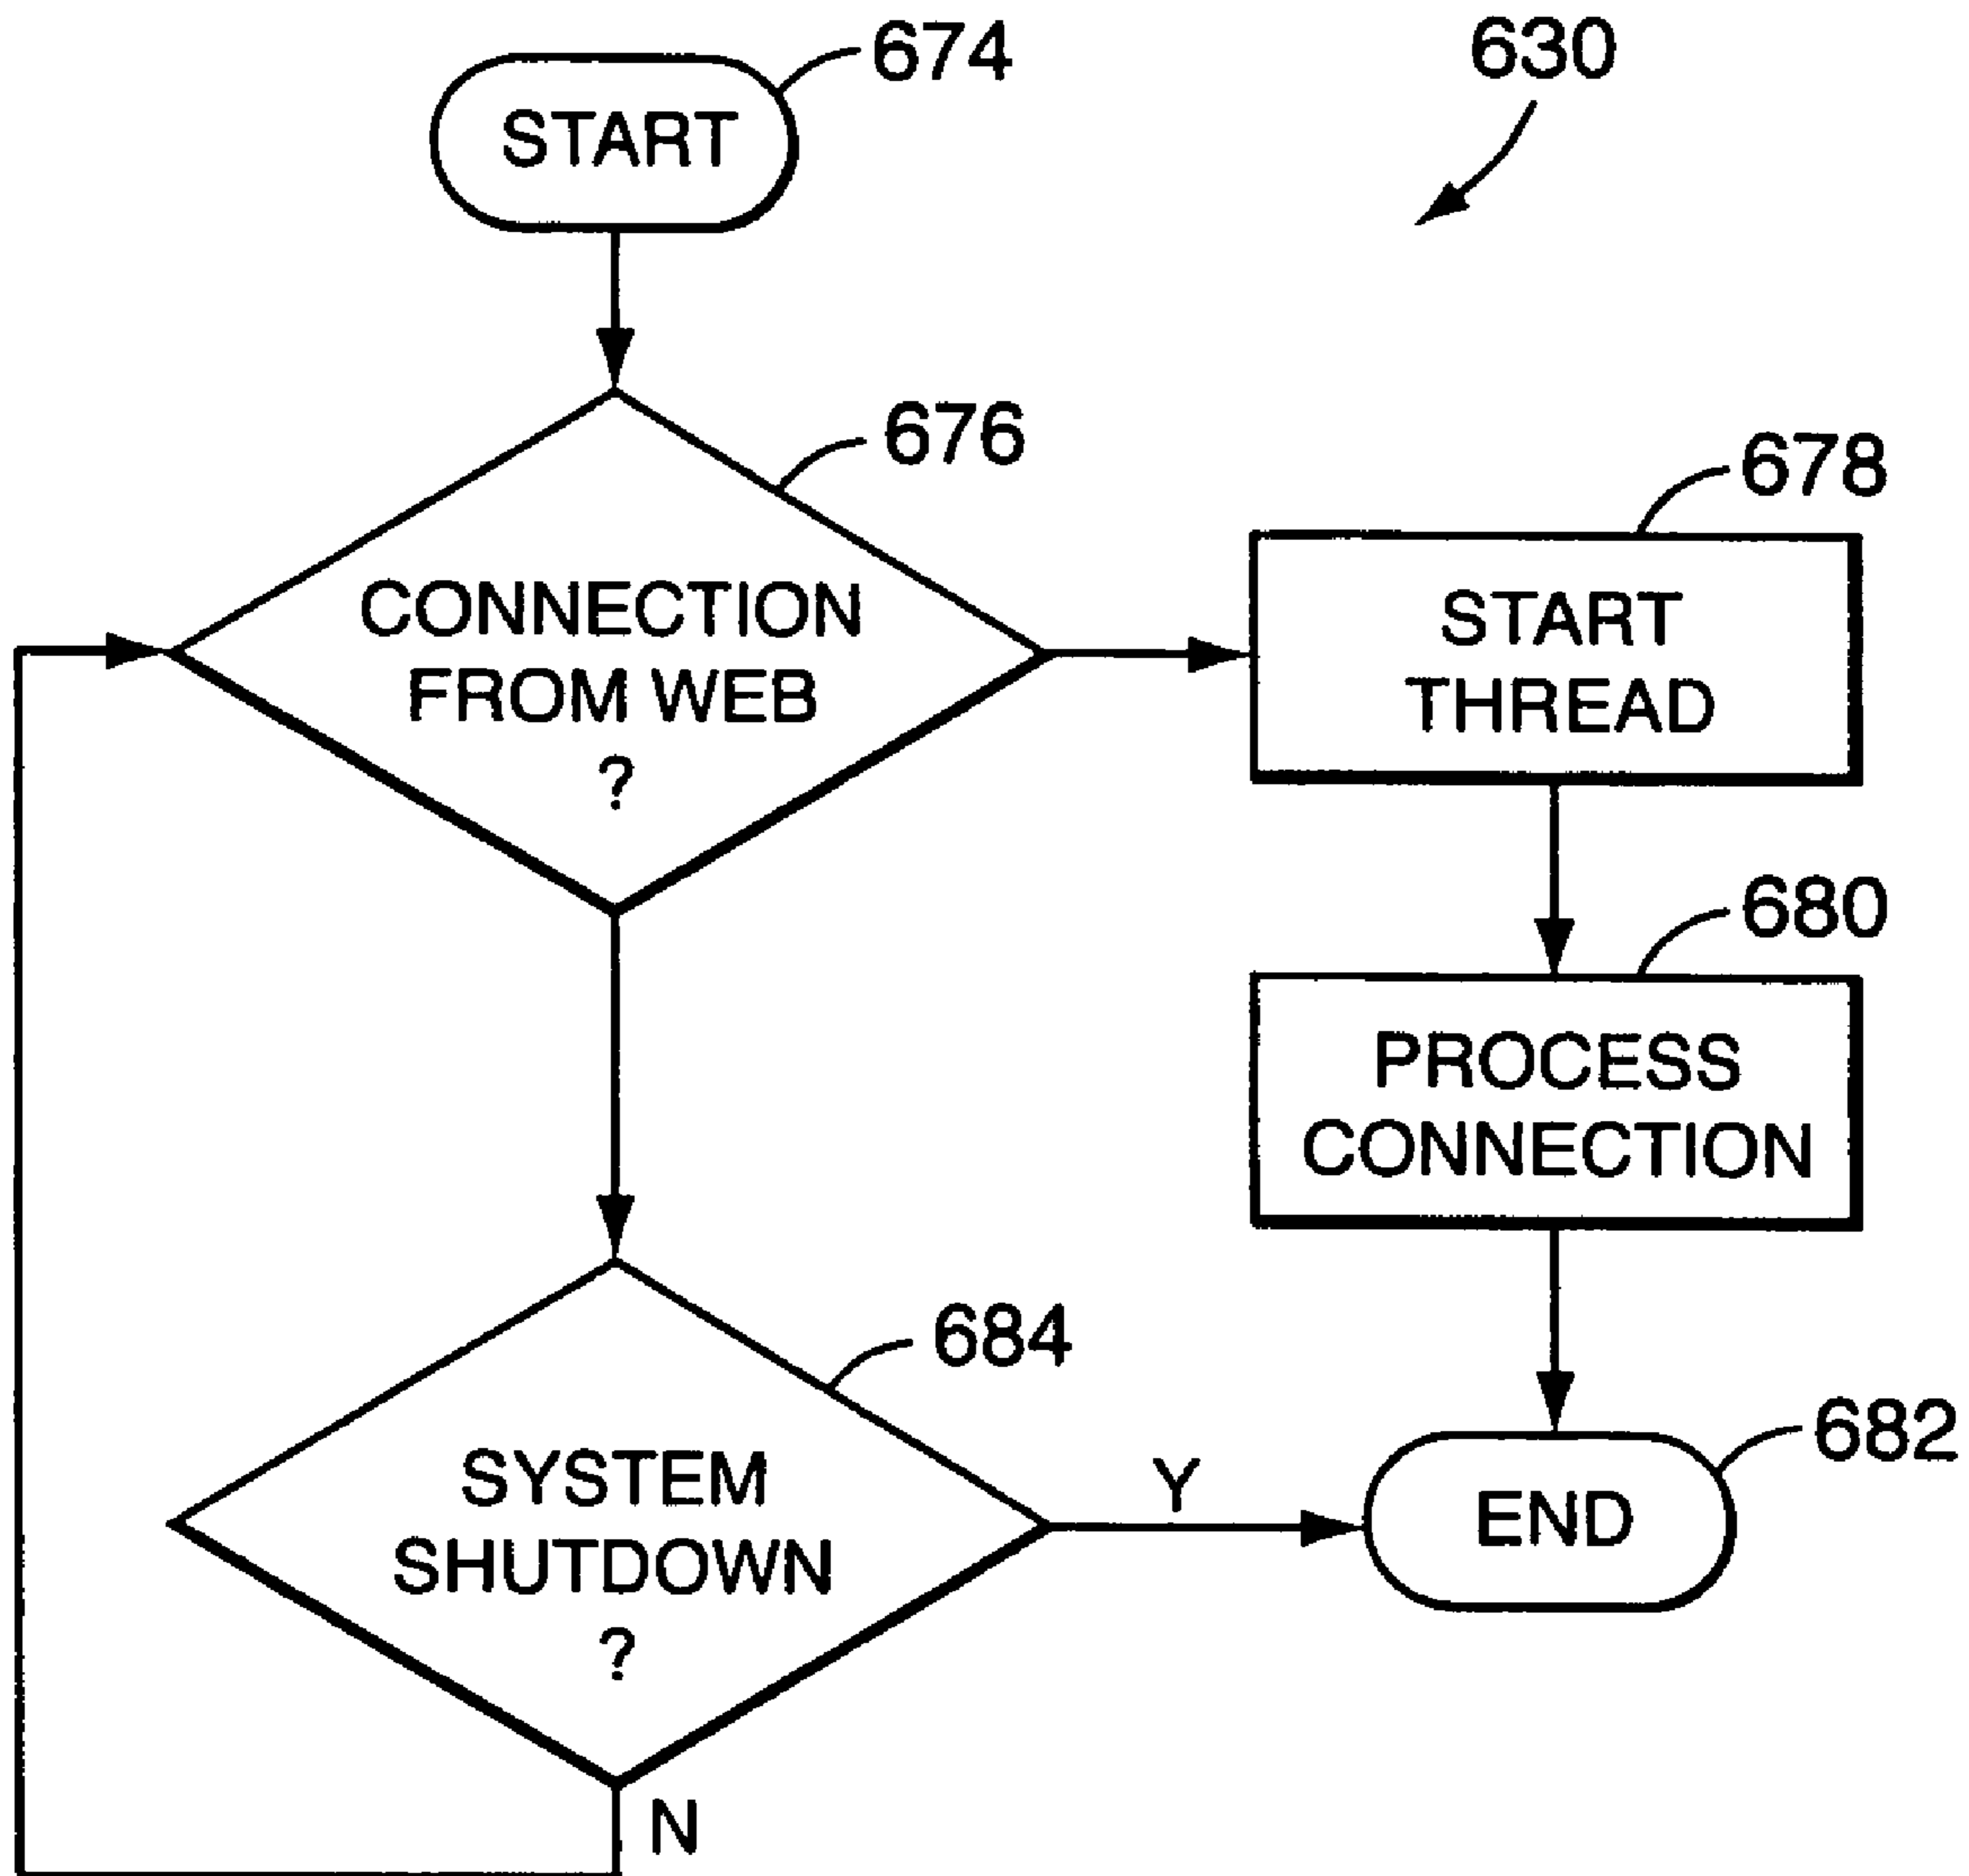 674
630
START
676
678
CONNECTION
FROM WEB
?
START
THREAD
680
PROCESS
CONNECTION
684
682
SYSTEM
SHUTDOWN
?
Y
END
N